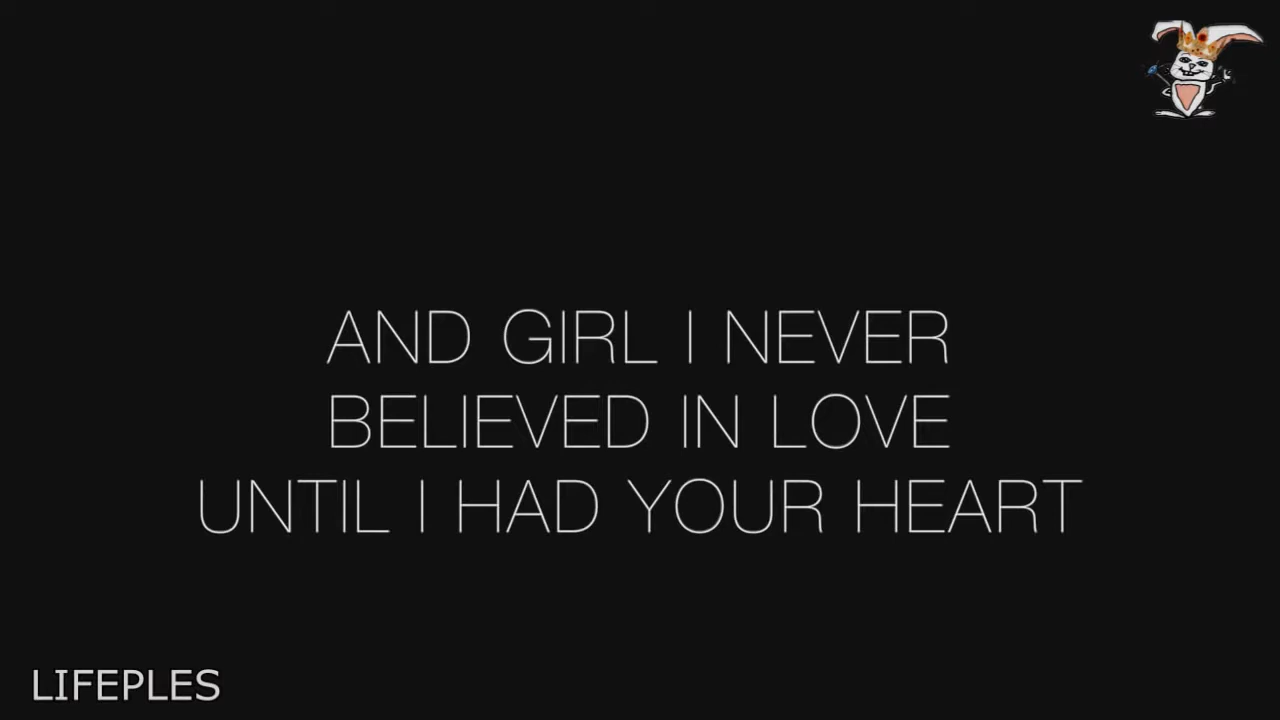 AND GIRL I NEVER
BELIEVED IN LOVE
UNTIL I HAD YOUR HEART
LIFEPLES